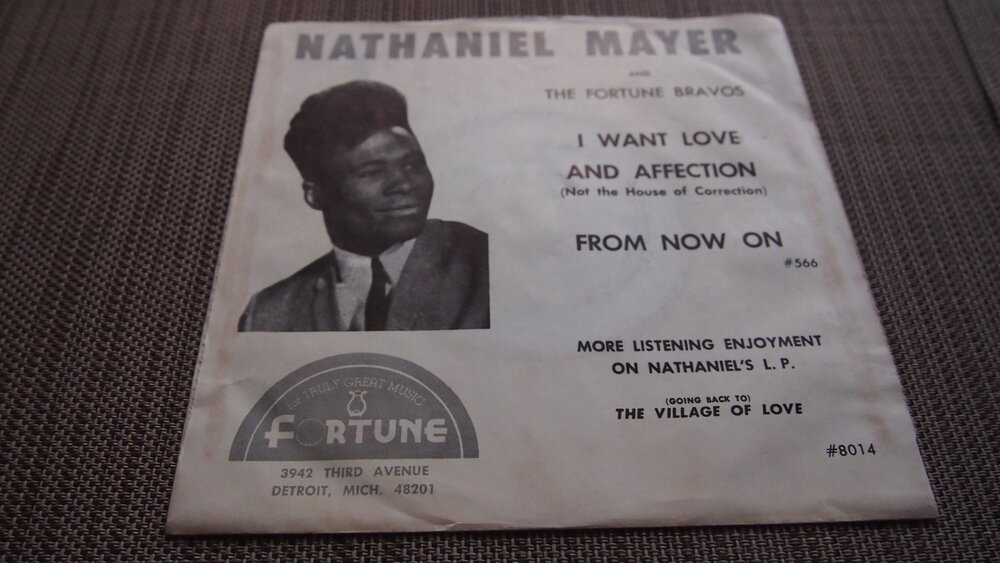 NATHANIEL MAYER
AND
THE FORTUNE BRAVOS
I WANT LOVE
AND AFFECTION
(Not the House of Correction)
FROM NOW ON
#566
MORE LISTENING ENJOYMENT
ON NATHANIEL'S L.P.
(GOING BACK TO)
THE VILLAGE OF LOVE
#8014
TRULY GREAT MUSIC
FORTUNE
3942 THIRD AVENUE
DETROIT, MICH. 48201